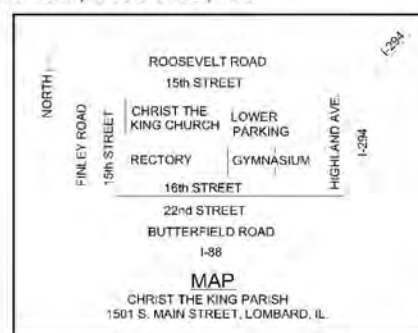 I-294
ROOSEVELT ROAD
15th STREET
NORTH
FINLEY ROAD
15th STREET
CHRIST THE
KING CHURCH
LOWER
PARKING
HIGHLAND AVE.
I-294
RECTORY
GYMNASIUM
16th STREET
22nd STREET
BUTTERFIELD ROAD
I-88
MAP
CHRIST THE KING PARISH
1501 S. MAIN STREET, LOMBARD, IL